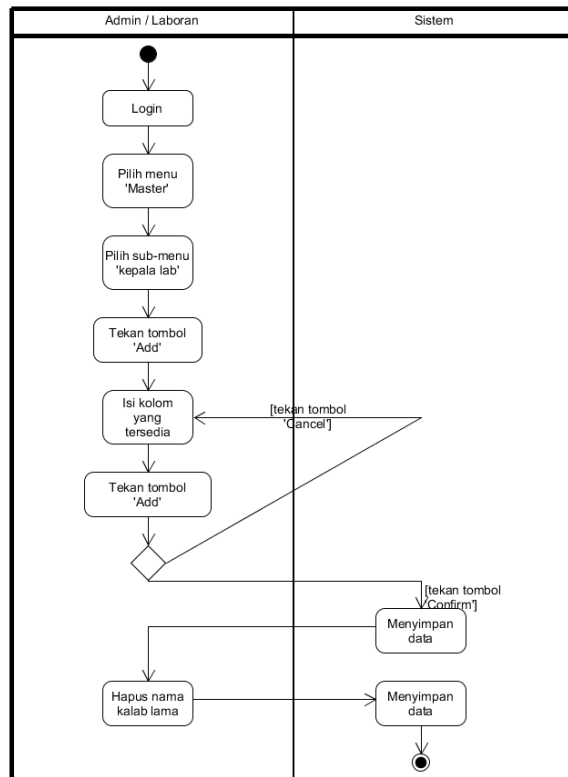 Admin / Laboran
Sistem
Login
Pilih menu
'Master'
Pilih sub-menu
'kepala lab'
Tekan tombol
'Add'
Isi kolom
yang
tersedia
[tekan tombol
'Cancel']
Tekan tombol
'Add'
[tekan tombol
'Confirm']
Menyimpan
data
Hapus nama
kalab lama
Menyimpan
data